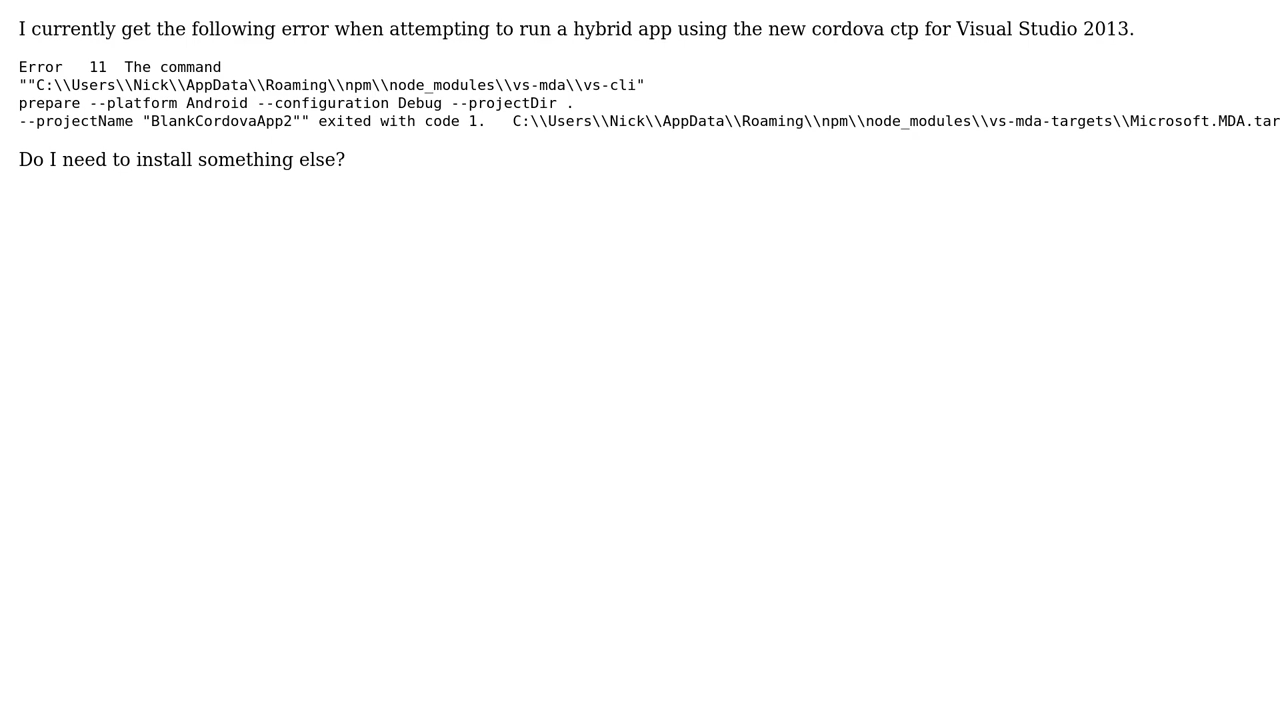 I currently get the following error when attempting to run a hybrid app using the new cordova ctp for Visual Studio 2013.
Error   11  The command
""C:\\Users\\Nick\\AppData\\Roaming\\npm\\node_modules\\vs-mda\\vs-cli"
prepare --platform Android --configuration Debug --projectDir .
--projectName "BlankCordovaApp2"" exited with code 1.   C:\\Users\\Nick\\AppData\\Roaming\\npm\\node_modules\\vs-mda-targets\\Microsoft.MDA.tar
Do I need to install something else?